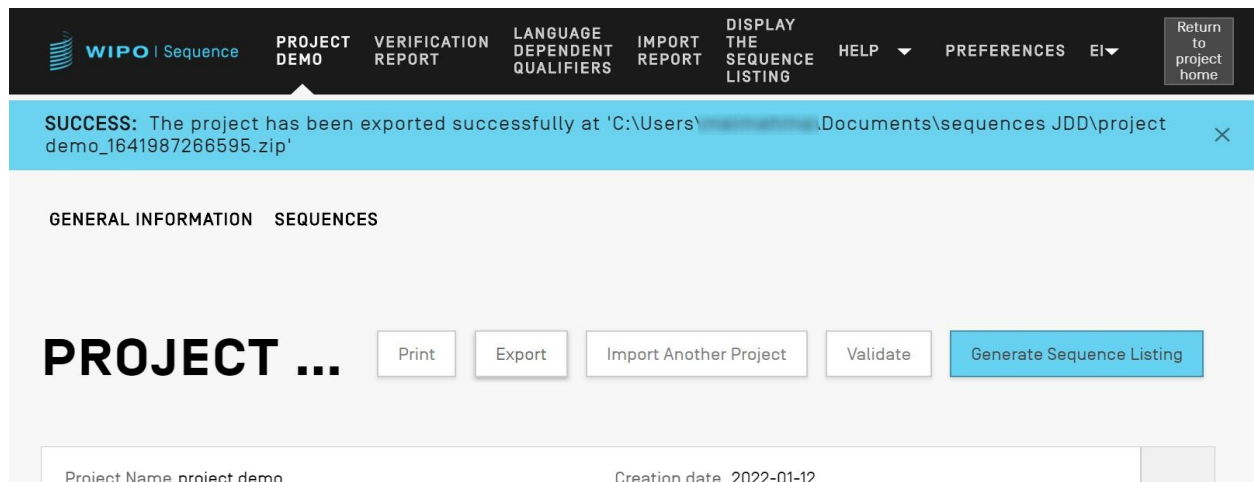 WIPO | Sequence
PROJECT
DEMO
VERIFICATION
REPORT
LANGUAGE
DEPENDENT
QUALIFIERS
IMPORT
REPORT
DISPLAY
THE
SEQUENCE
LISTING
HELP
PREFERENCES
El
Return
to
project
home
SUCCESS: The project has been exported successfully at 'C:\Users\ .Documents\sequences JDD\project
demo_1641987266595.zip'
GENERAL INFORMATION SEQUENCES
PROJECT ... Print Export Import Another Project Validate Generate Sequence Listing
Project Name project demo Creation date 2022-01-12